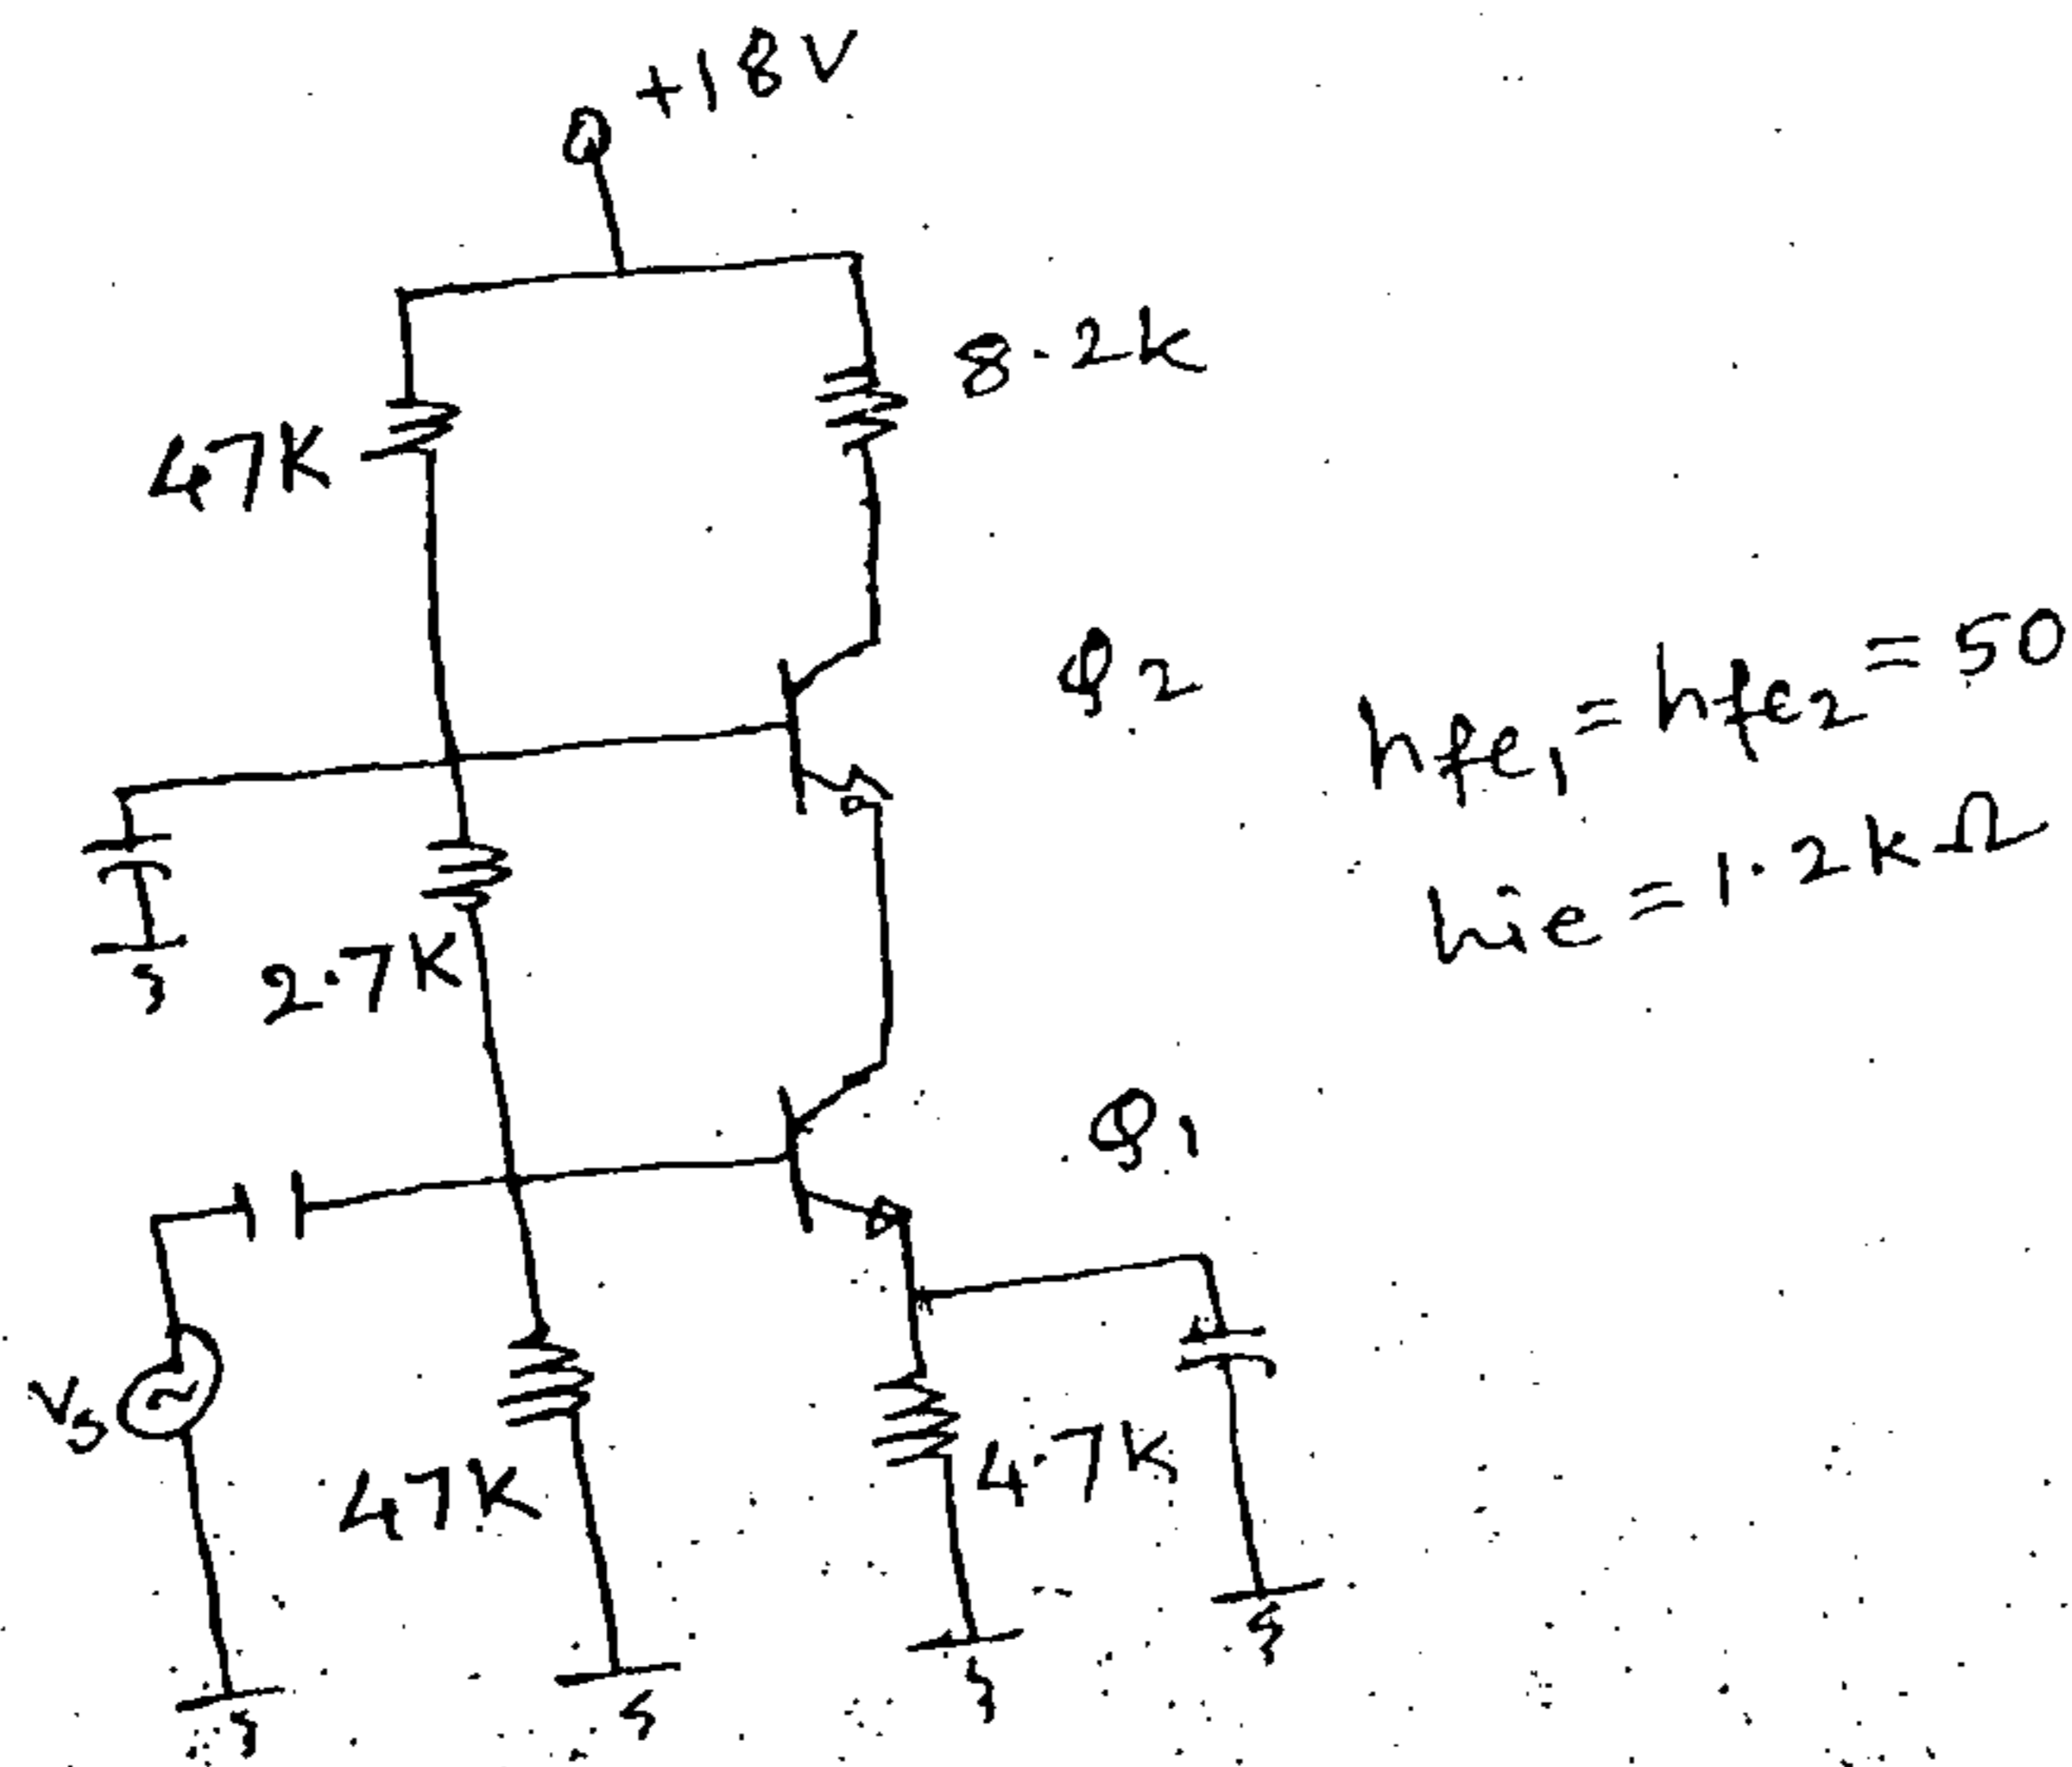 +18V
8.2k
47K
Q2
hfe1 = hfe2 = 50
hie = 1.2kΩ
2.7K
Q1
Vs
47K
4.7K